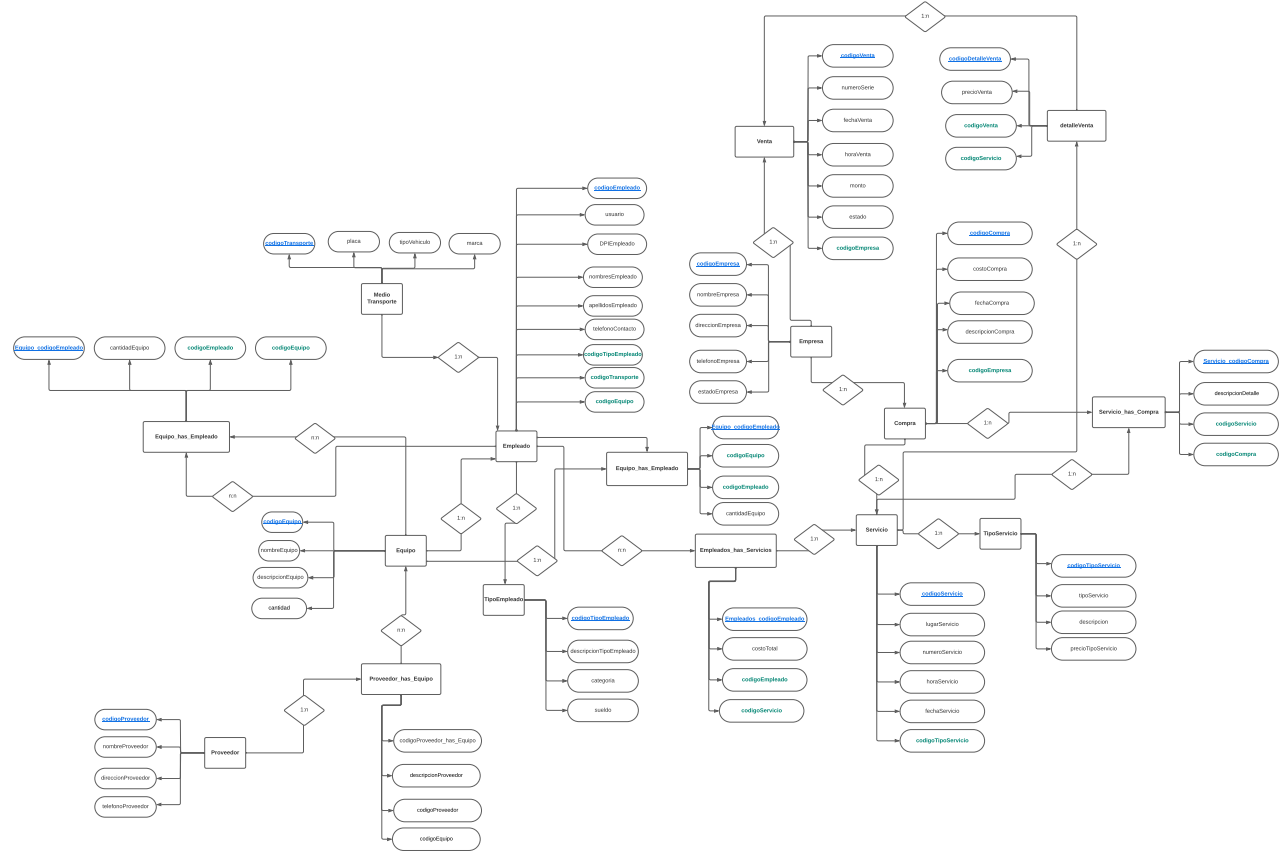 1:n
codigoVenta
numeroSerie
fechaVenta
horaVenta
monto
estado
codigoEmpresa
Venta
codigoDetalleVenta
precioVenta
codigoVenta
codigoServicio
detalleVenta
1:n
1:n
codigoEmpleado
usuario
DPIEmpleado
nombresEmpleado
apellidosEmpleado
telefonoContacto
codigoTipoEmpleado
codigoTransporte
codigoEquipo
codigoTransporte
placa
tipoVehiculo
marca
Medio
Transporte
1:n
codigoEmpresa
nombreEmpresa
direccionEmpresa
telefonoEmpresa
estadoEmpresa
Empresa
1:n
codigoCompra
costoCompra
fechaCompra
descripcionCompra
codigoEmpresa
Compra
1:n
1:n
Equipo_codigoEmpleado
cantidadEquipo
codigoEmpleado
codigoEquipo
Equipo_has_Empleado
n:n
n:n
Empleado
Equipo_has_Empleado
Equipo_codigoEmpleado
codigoEquipo
codigoEmpleado
cantidadEquipo
Servicio_has_Compra
Servicio_codigoCompra
descripcionDetalle
codigoServicio
codigoCompra
1:n
codigoEquipo
nombreEquipo
descripcionEquipo
cantidad
Equipo
1:n
1:n
1:n
n:n
Empleados_has_Servicios
1:n
Servicio
1:n
TipoServicio
codigoTipoServicio
tipoServicio
descripcion
precioTipoServicio
TipoEmpleado
codigoTipoEmpleado
descripcionTipoEmpleado
categoria
sueldo
Empleados_codigoEmpleado
costoTotal
codigoEmpleado
codigoServicio
codigoServicio
lugarServicio
numeroServicio
horaServicio
fechaServicio
codigoTipoServicio
n:n
Proveedor_has_Equipo
1:n
codigoProveedor
nombreProveedor
direccionProveedor
telefonoProveedor
Proveedor
codigoProveedor_has_Equipo
descripcionProveedor
codigoProveedor
codigoEquipo